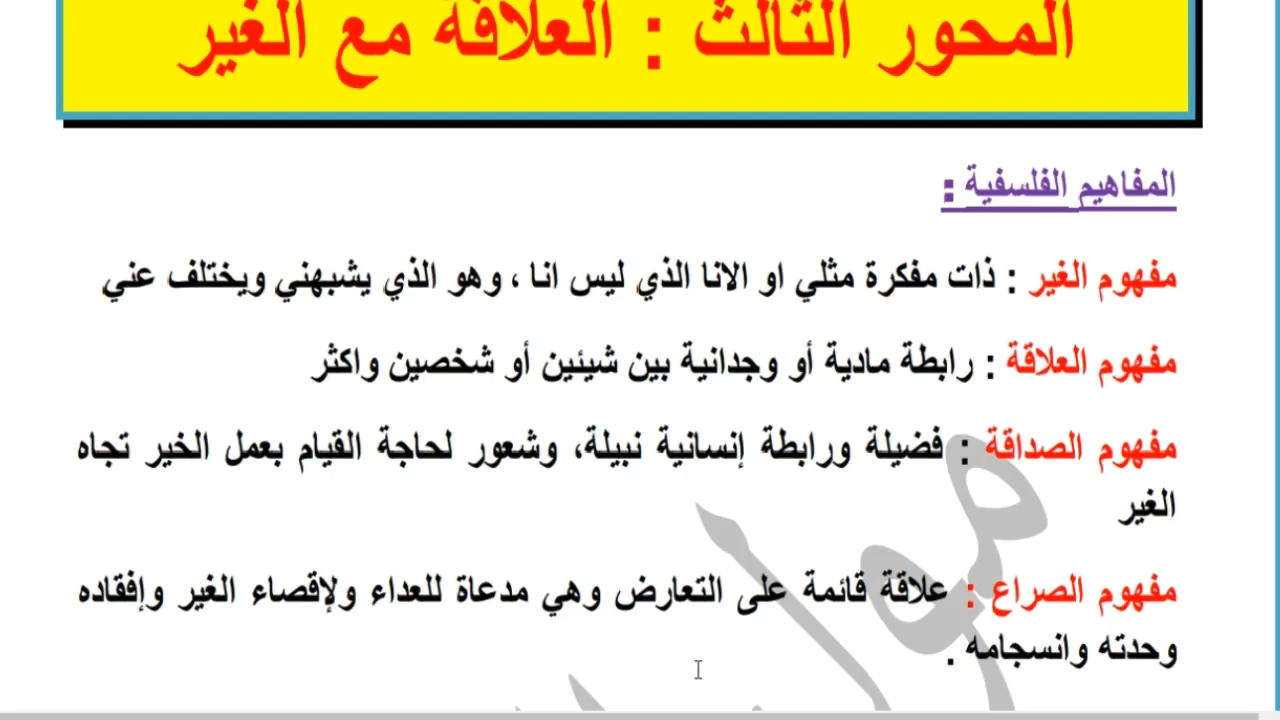 المحور الثالث : العلاقة مع الغير
المفاهيم الفلسفية :
مفهوم الغير : ذات مفكرة مثلي او الانا الذي ليس انا ، وهو الذي يشبهني ويختلف عني
مفهوم العلاقة : رابطة مادية أو وجدانية بين شيئين أو شخصين واكثر
مفهوم الصداقة : فضيلة ورابطة إنسانية نبيلة، وشعور لحاجة القيام بعمل الخير تجاه
الغير
مفهوم الصراع : علاقة قائمة على التعارض وهي مدعاة للعداء ولإقصاء الغير وإفقاده
وحدته وانسجامه .